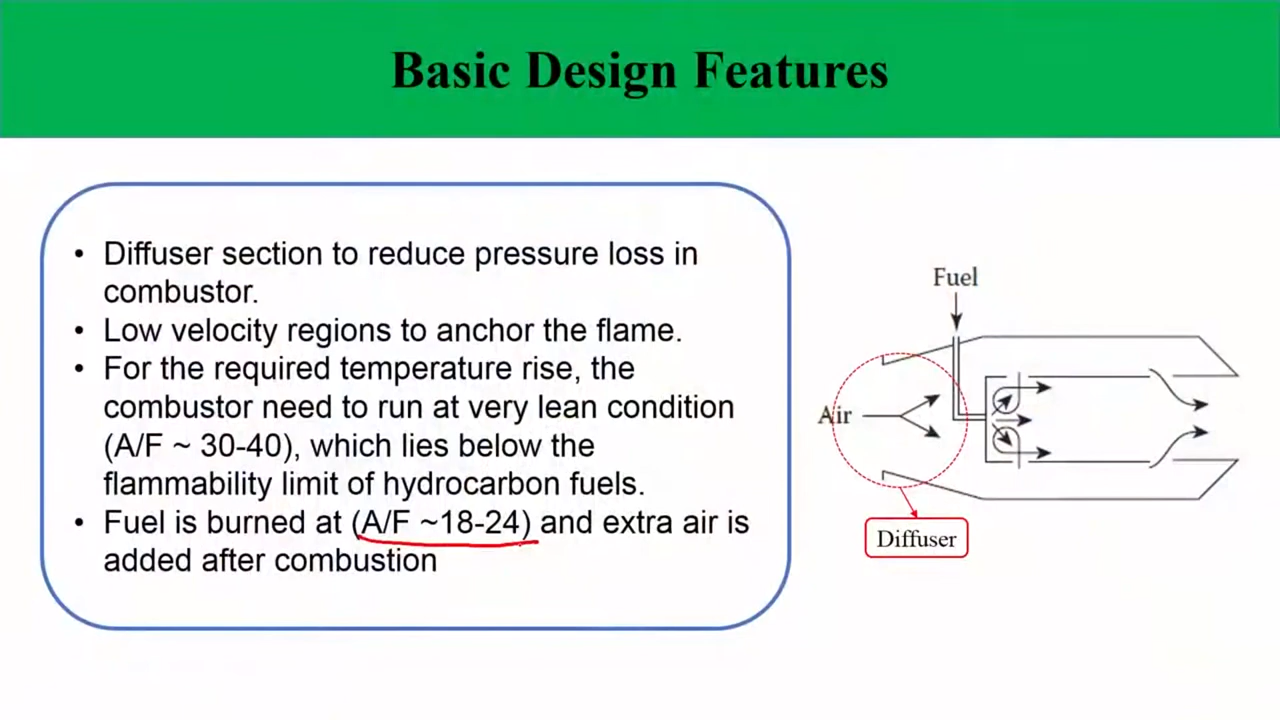 Basic Design Features
• Diffuser section to reduce pressure loss in
combustor.
• Low velocity regions to anchor the flame.
• For the required temperature rise, the
combustor need to run at very lean condition
(A/F ~ 30-40), which lies below the
flammability limit of hydrocarbon fuels.
• Fuel is burned at (A/F ~18-24) and extra air is
added after combustion
Fuel
Air
Diffuser